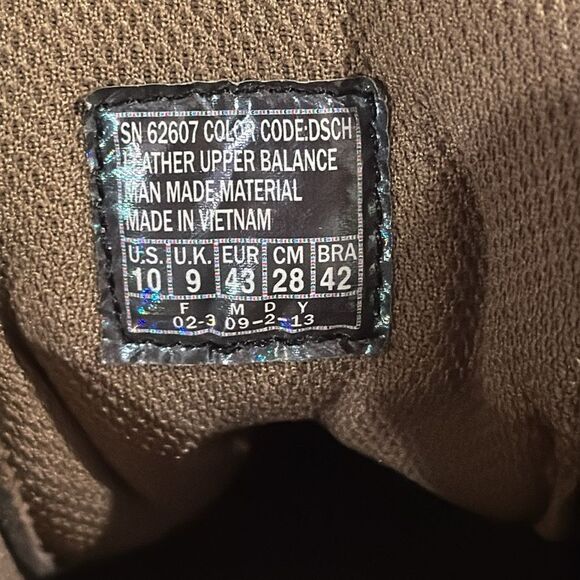 SN 62607 COLOR CODE:DSCH
LEATHER UPPER BALANCE
MAN MADE MATERIAL
MADE IN VIETNAM
U.S. U.K. EUR CM BRA
10 9 43 28 42
F M D Y
02-3 09-2-13